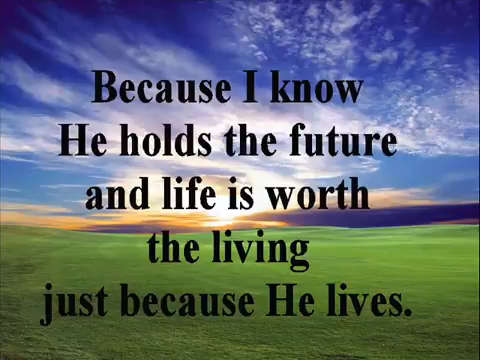 Because I know
He holds the future
and life is worth
the living
just because He lives.